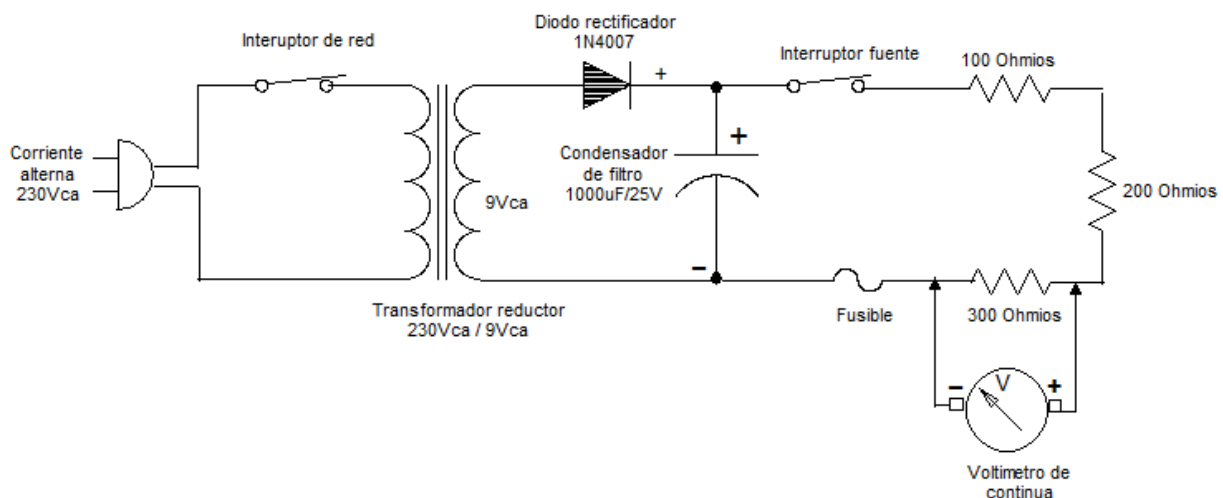 Diodo rectificador
1N4007
Interuptor de red
Interruptor fuente
100 Ohmios
+
+
Corriente
alterna
230Vca
Condensador
de filtro
1000uF/25V
9Vca
200 Ohmios
-
Transformador reductor
230Vca / 9Vca
Fusible
300 Ohmios
- V +
Voltimetro de
continua